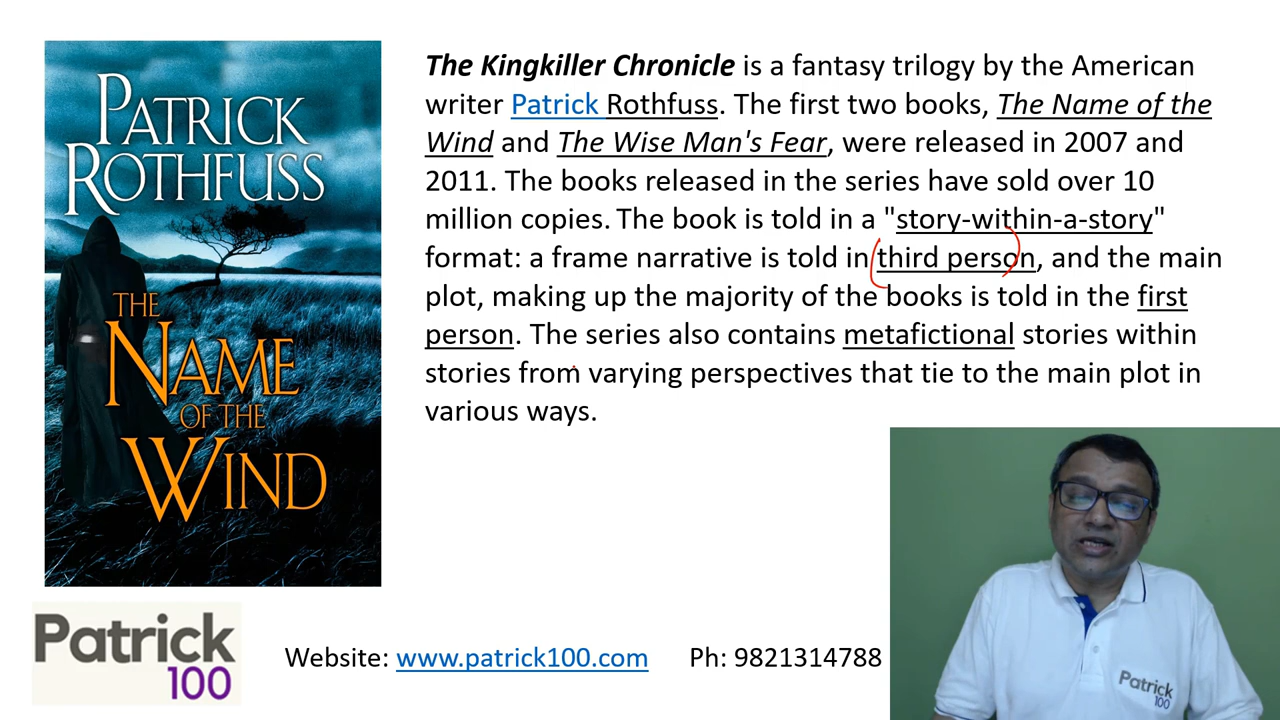 PATRICK
ROTHFUSS
THE
NAME
OF THE
WIND
The Kingkiller Chronicle is a fantasy trilogy by the American
writer Patrick Rothfuss. The first two books, The Name of the
Wind and The Wise Man's Fear, were released in 2007 and
2011. The books released in the series have sold over 10
million copies. The book is told in a "story-within-a-story"
format: a frame narrative is told in third person, and the main
plot, making up the majority of the books is told in the first
person. The series also contains metafictional stories within
stories from varying perspectives that tie to the main plot in
various ways.
Patrick
100
Website: www.patrick100.com Ph: 9821314788
Patrick
100